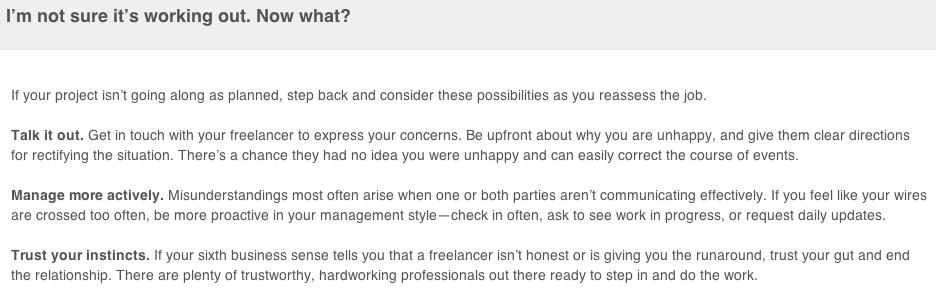 I’m not sure it’s working out. Now what?
If your project isn’t going along as planned, step back and consider these possibilities as you reassess the job.
Talk it out. Get in touch with your freelancer to express your concerns. Be upfront about why you are unhappy, and give them clear directions
for rectifying the situation. There’s a chance they had no idea you were unhappy and can easily correct the course of events.
Manage more actively. Misunderstandings most often arise when one or both parties aren’t communicating effectively. If you feel like your wires
are crossed too often, be more proactive in your management style—check in often, ask to see work in progress, or request daily updates.
Trust your instincts. If your sixth business sense tells you that a freelancer isn’t honest or is giving you the runaround, trust your gut and end
the relationship. There are plenty of trustworthy, hardworking professionals out there ready to step in and do the work.